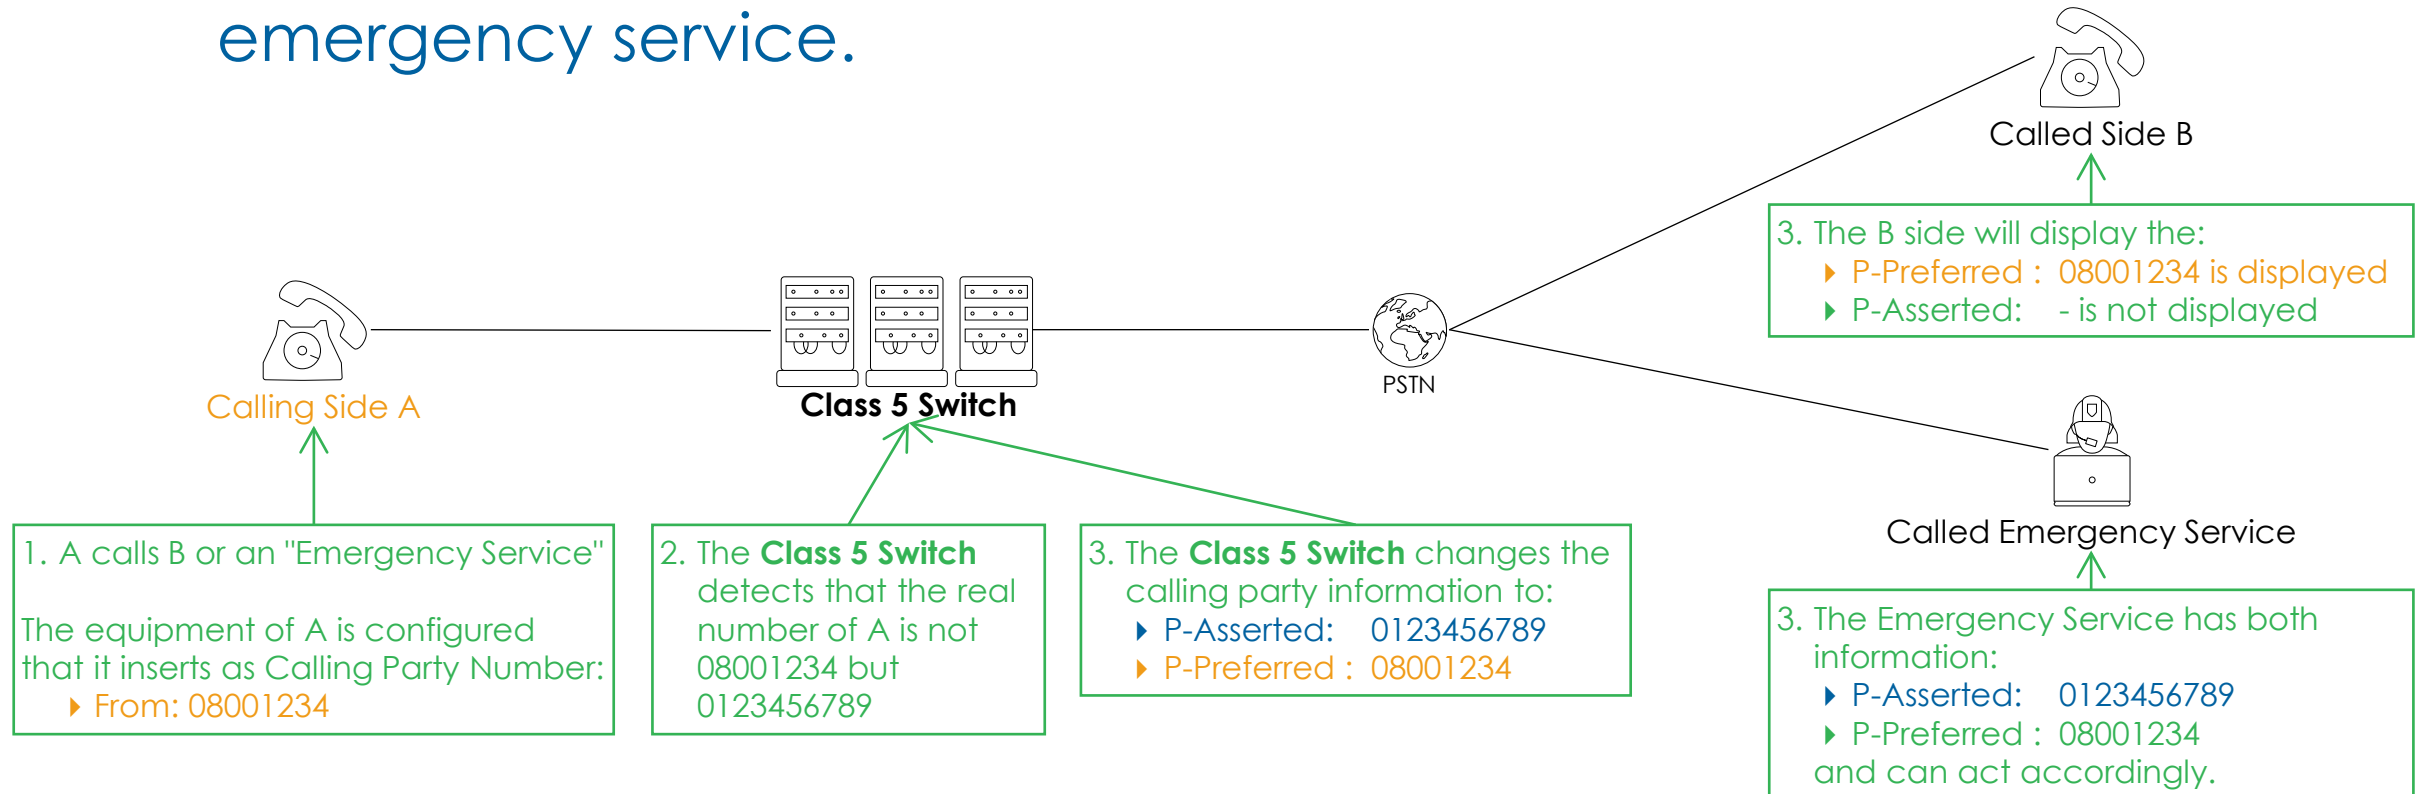 emergency service.
Called Side B
3. The B side will display the:
P-Preferred : 08001234 is displayed
P-Asserted: - is not displayed
Calling Side A
Class 5 Switch
PSTN
Called Emergency Service
1. A calls B or an "Emergency Service"
The equipment of A is configured
that it inserts as Calling Party Number:
From: 08001234
2. The Class 5 Switch
detects that the real
number of A is not
08001234 but
0123456789
3. The Class 5 Switch changes the
calling party information to:
P-Asserted: 0123456789
P-Preferred : 08001234
3. The Emergency Service has both
information:
P-Asserted: 0123456789
P-Preferred : 08001234
and can act accordingly.